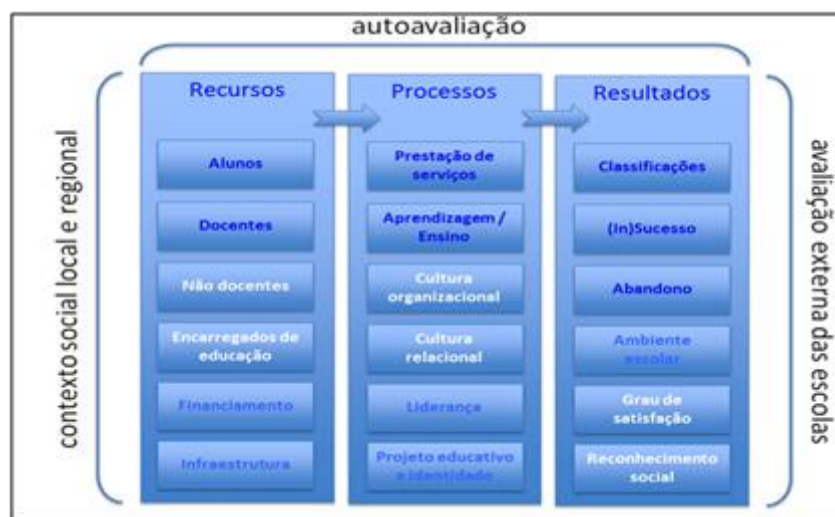 autoavaliação
contexto social local e regional
Recursos
Alunos
Docentes
Não docentes
Encarregados de
educação
Financiamento
Infraestrutura
Processos
Prestação de
serviços
Aprendizagem /
Ensino
Cultura
organizacional
Cultura
relacional
Liderança
Projeto educativo
e identidade
Resultados
Classificações
(In)Sucesso
Abandono
Ambiente
escolar
Grau de
satisfação
Reconhecimento
social
avaliação externa das escolas